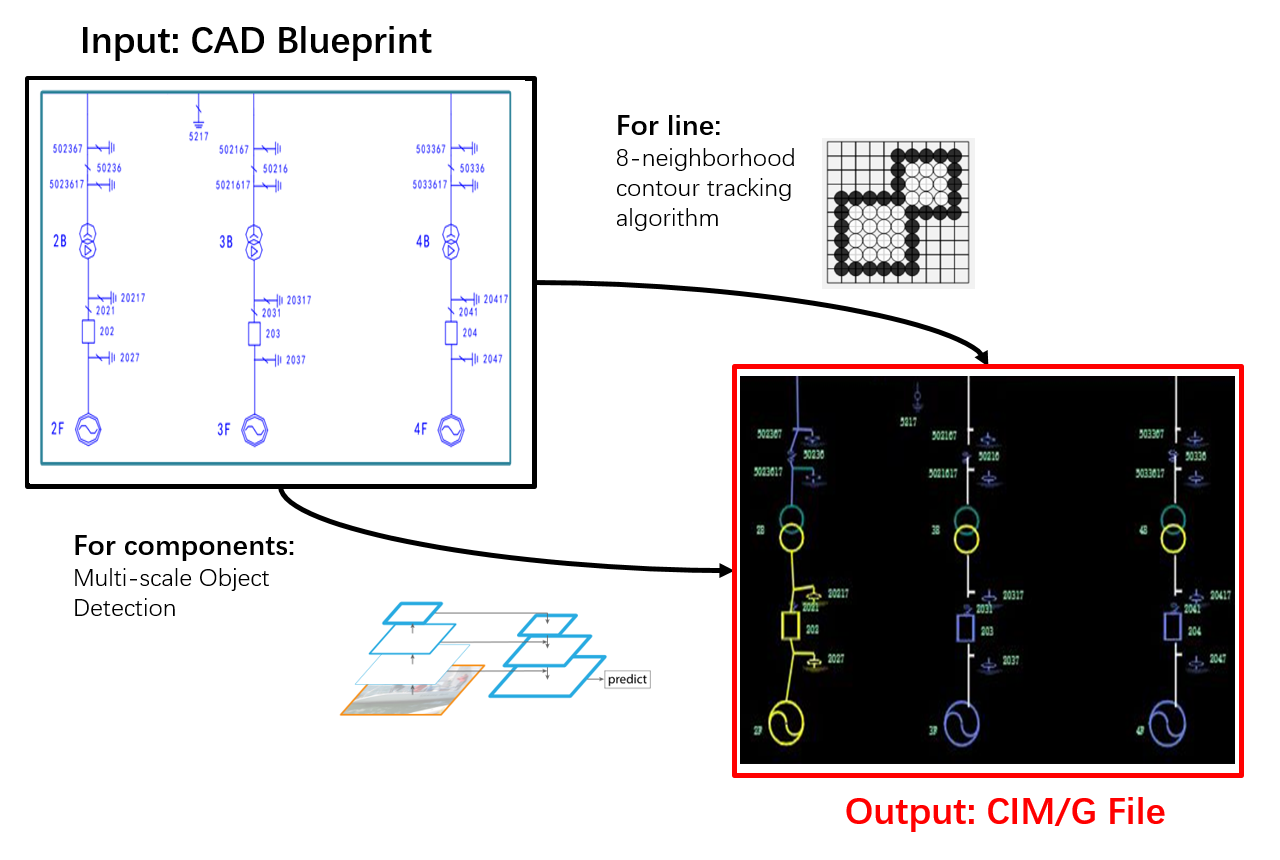 Input: CAD Blueprint
5217
502367
50236
5023617
502167
50216
5021617
503367
50336
5033617
2B
3B
4B
20217
2021
202
2027
20317
2031
203
2037
20417
2041
204
2047
2F
3F
4F
For line:
8-neighborhood
contour tracking
algorithm
For components:
Multi-scale Object
Detection
predict
5217
502367
50236
5023617
502167
50216
5021617
503367
50336
5033617
2B
3B
4B
20217
2021
202
2027
20317
2031
203
2037
20417
2041
204
2047
2F
3F
4F
Output: CIM/G File